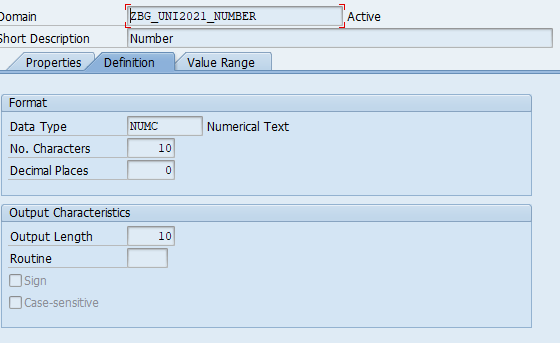 Domain ZBG_UNI2021_NUMBER Active
Short Description Number
Properties Definition Value Range
Format
Data Type NUMC Numerical Text
No. Characters 10
Decimal Places 0
Output Characteristics
Output Length 10
Routine
Sign
Case-sensitive